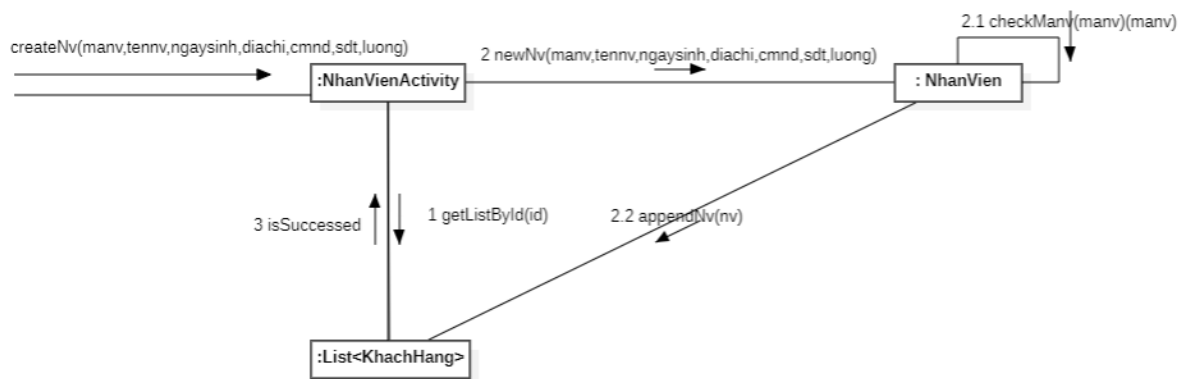 2.1 checkManv(manv)(manv)
createNv(manv,tennv,ngaysinh,diachi,cmnd,sdt,luong)
2 newNv(manv,tennv,ngaysinh,diachi,cmnd,sdt,luong)
:NhanVienActivity
: NhanVien
3 isSuccessed
1 getListById(id)
2.2 appendNv(nv)
:List<KhachHang>